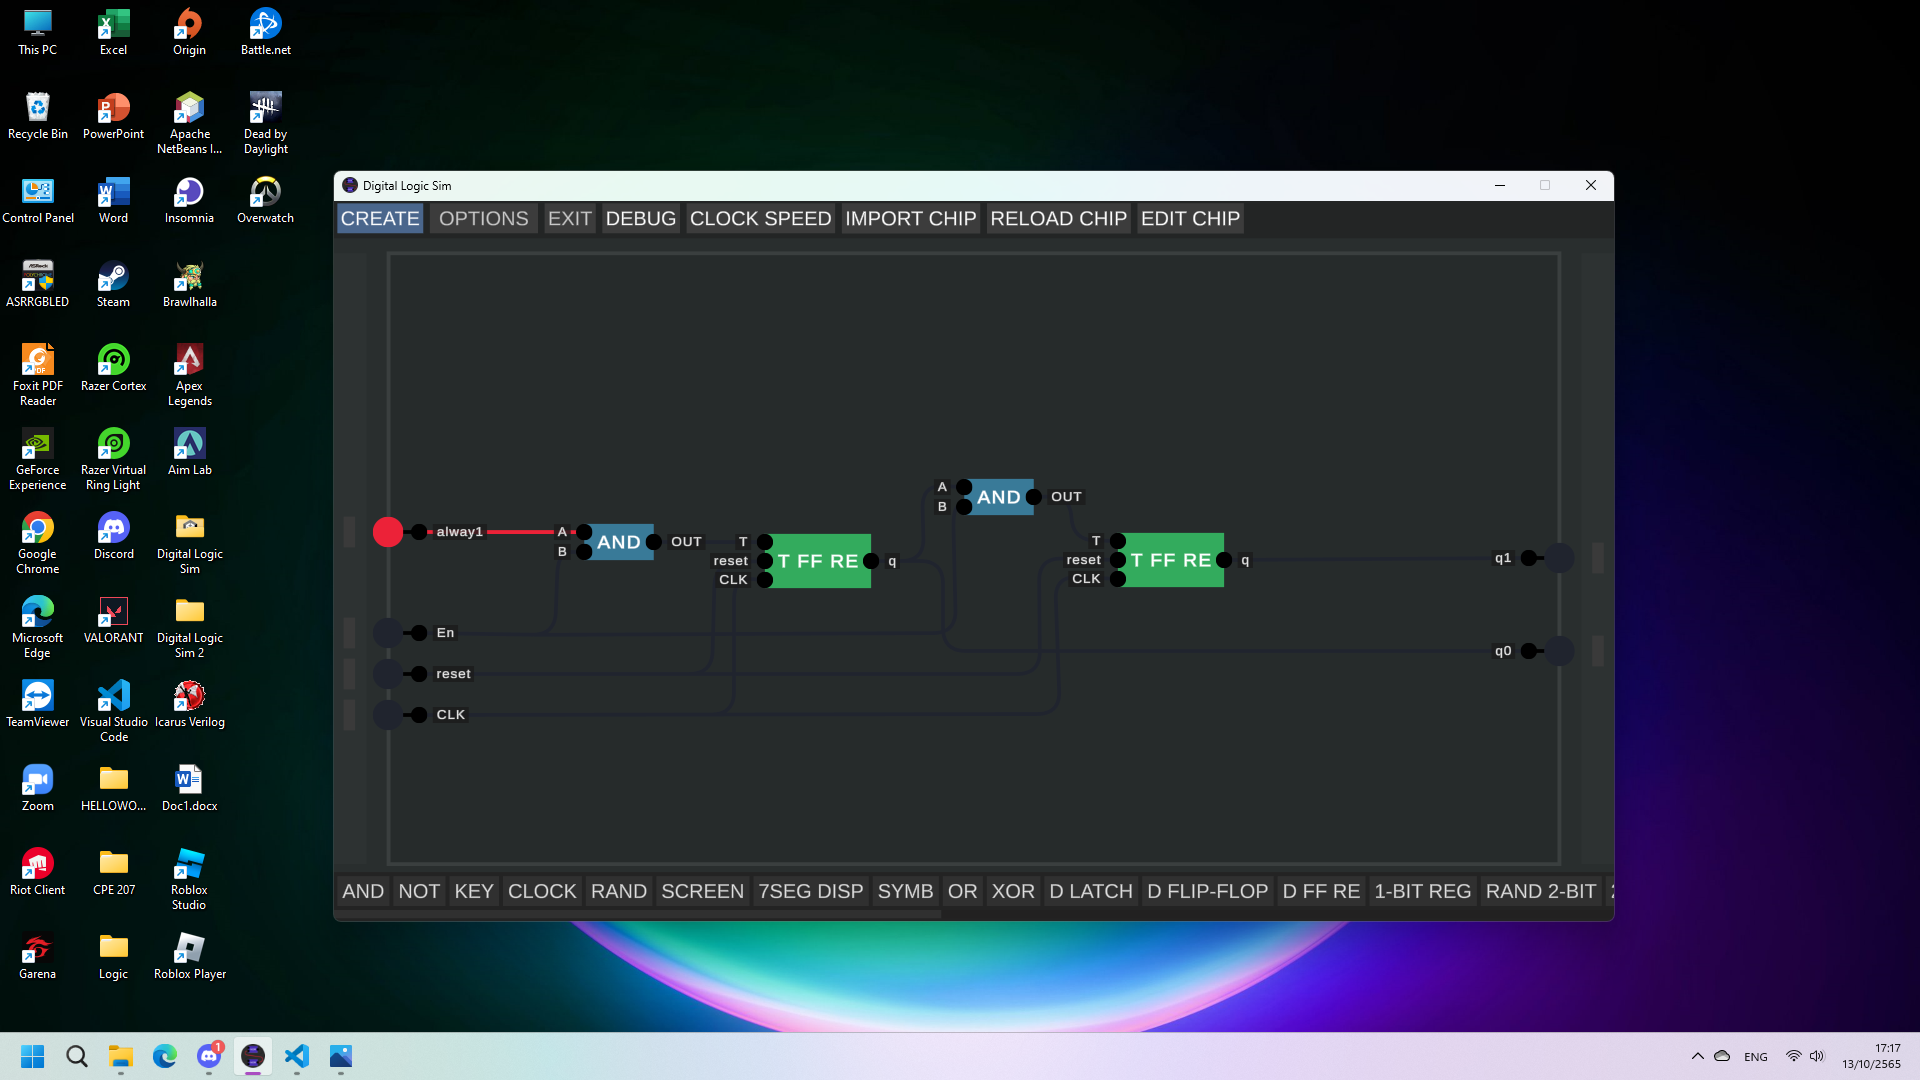 This PC
Excel
Origin
Battle.net
Recycle Bin
PowerPoint
Apache
NetBeans I...
Dead by
Daylight
Control Panel
Word
Insomnia
Overwatch
ASRRGBLED
Steam
Brawlhalla
Foxit PDF
Reader
Razer Cortex
Apex
Legends
GeForce
Experience
Razer Virtual
Ring Light
Aim Lab
Google
Chrome
Discord
Digital Logic
Sim
Microsoft
Edge
VALORANT
Digital Logic
Sim 2
TeamViewer
Visual Studio
Code
Icarus Verilog
Zoom
HELLOWO...
Doc1.docx
Riot Client
CPE 207
Roblox
Studio
Garena
Logic
Roblox Player
Digital Logic Sim
CREATE OPTIONS EXIT DEBUG CLOCK SPEED IMPORT CHIP RELOAD CHIP EDIT CHIP
A
B
AND
OUT
alway1
A
B
AND
OUT
T
reset
CLK
T FF RE
q
T
reset
CLK
T FF RE
q
q1
En
q0
reset
CLK
AND NOT KEY CLOCK RAND SCREEN 7SEG DISP SYMB OR XOR D LATCH D FLIP-FLOP D FF RE 1-BIT REG RAND 2-BIT
1
ENG
17:17
13/10/2565